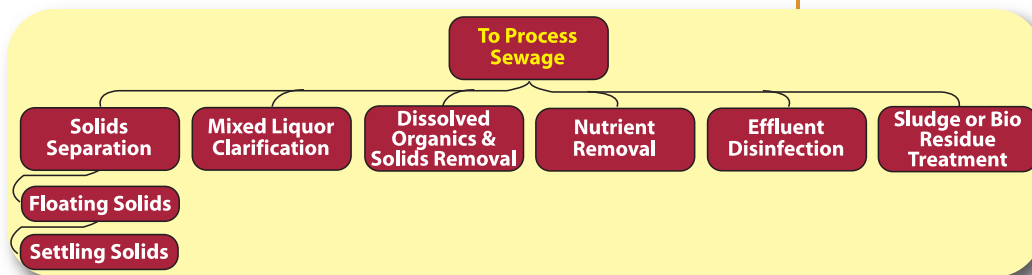 To Process
Sewage
Solids
Separation
Mixed Liquor
Clarification
Dissolved
Organics &
Solids Removal
Nutrient
Removal
Effluent
Disinfection
Sludge or Bio
Residue
Treatment
Floating Solids
Settling Solids